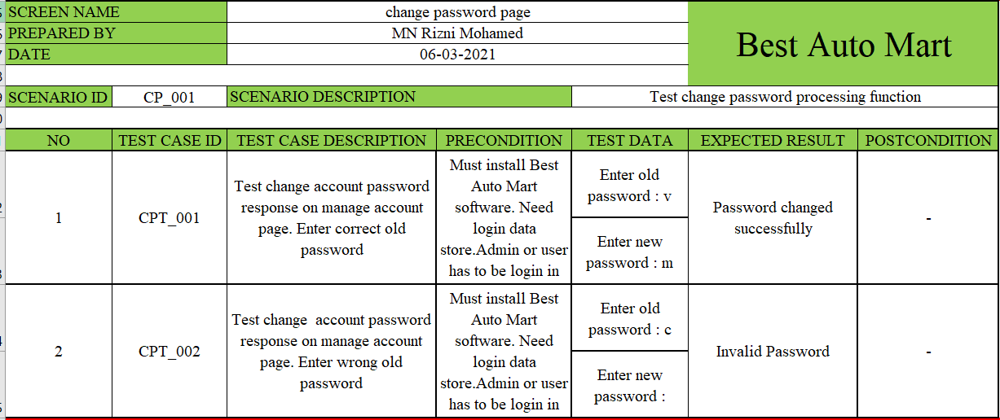 SCREEN NAME
change password page
PREPARED BY
MN Rizni Mohamed
DATE
06-03-2021
Best Auto Mart
SCENARIO ID
CP_001
SCENARIO DESCRIPTION
Test change password processing function
NO
TEST CASE ID
TEST CASE DESCRIPTION
PRECONDITION
TEST DATA
EXPECTED RESULT
POSTCONDITION
1
CPT_001
Test change account password
response on manage account
page. Enter correct old
password
Must install Best
Auto Mart
software. Need
login data
store.Admin or user
has to be login in
Enter old
password : v
Enter new
password : m
Password changed
successfully
-
2
CPT_002
Test change  account password
response on manage account
page. Enter wrong old
password
Must install Best
Auto Mart
software. Need
login data
store.Admin or user
has to be login in
Enter old
password : c
Enter new
password :
Invalid Password
-